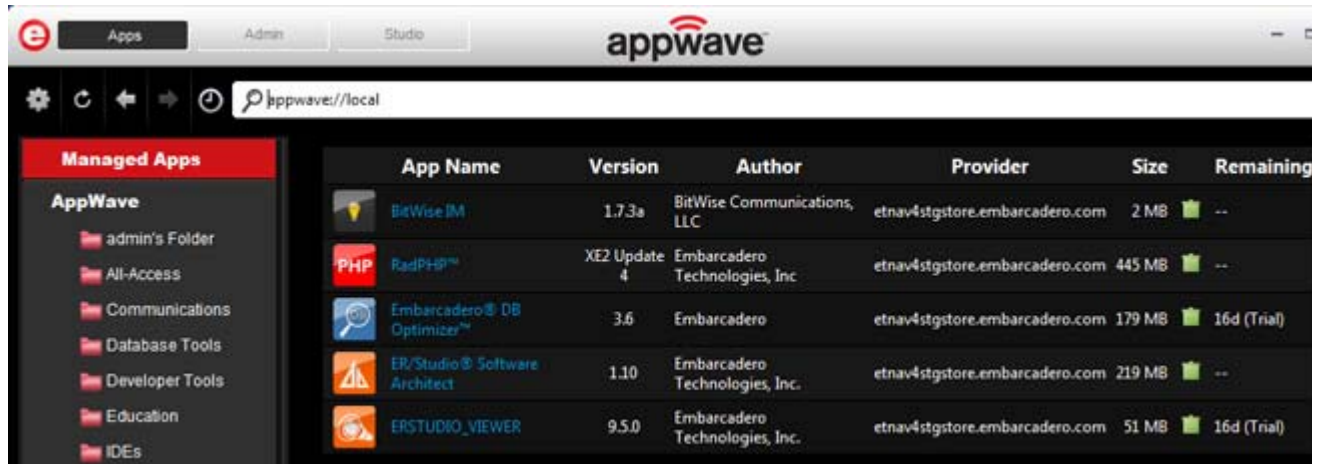 e
Apps
Admin
Studio
appwave
appwave://local
Managed Apps
AppWave
admin's Folder
All-Access
Communications
Database Tools
Developer Tools
Education
IDEs
App Name Version Author Provider Size Remaining
BitWise IM 1.7.3a BitWise Communications, LLC etnav4stgstore.embarcadero.com 2 MB --
PHP RadPHP™ XE2 Update 4 Embarcadero Technologies, Inc etnav4stgstore.embarcadero.com 445 MB --
Embarcadero® DB Optimizer™ 3.6 Embarcadero etnav4stgstore.embarcadero.com 179 MB 16d (Trial)
ER/Studio® Software Architect 1.10 Embarcadero Technologies, Inc. etnav4stgstore.embarcadero.com 219 MB --
ERSTUDIO_VIEWER 9.5.0 Embarcadero Technologies, Inc. etnav4stgstore.embarcadero.com 51 MB 16d (Trial)